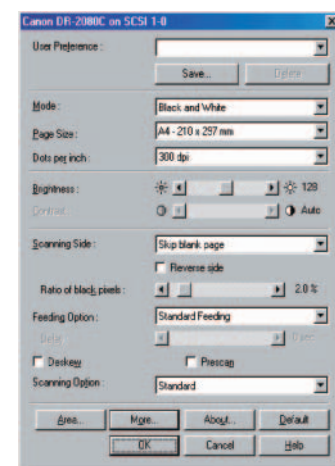 Canon DR-2080C on SCSI 1-0
User Preference :
Save... Delete
Mode : Black and White
Page Size : A4 - 210 x 297 mm
Dots per inch : 300 dpi
Brightness : 128
Contrast : Auto
Scanning Side : Skip blank page
Reverse side
Ratio of black pixels : 2.0 %
Feeding Option : Standard Feeding
Delay 0 sec
Deskew Prescan
Scanning Option : Standard
Area... More... About... Default
OK Cancel Help